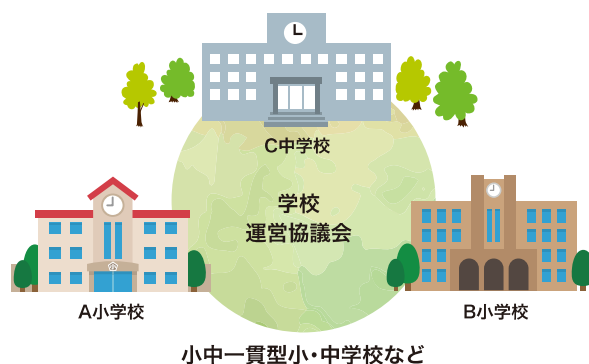 C中学校
学校
運営協議会
A小学校
B小学校
小中一貫型小・中学校など